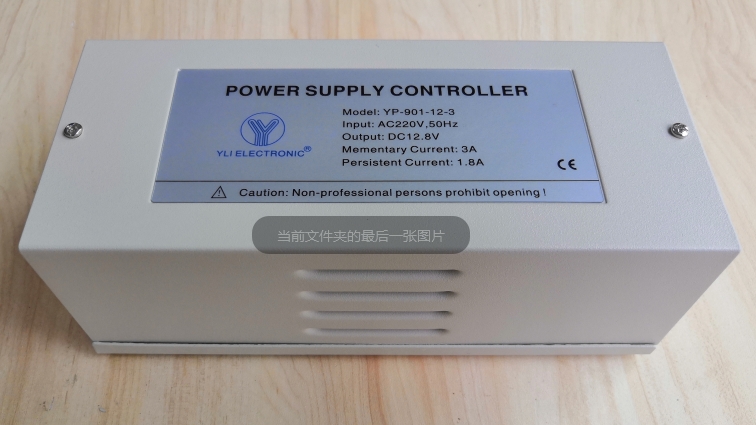 POWER SUPPLY CONTROLLER
Model: YP-901-12-3
Input: AC220V,50Hz
Output: DC12.8V
Mementary Current: 3A
Persistent Current: 1.8A
YLI ELECTRONIC®
CE
Caution: Non-professional persons prohibit opening !
当前文件夹的最后一张图片